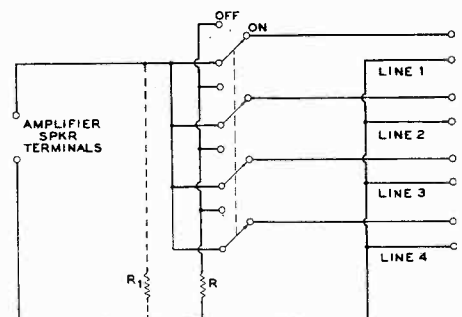 OFF
ON
LINE 1
AMPLIFIER
SPKR
TERMINALS
LINE 2
LINE 3
LINE 4
R1
R